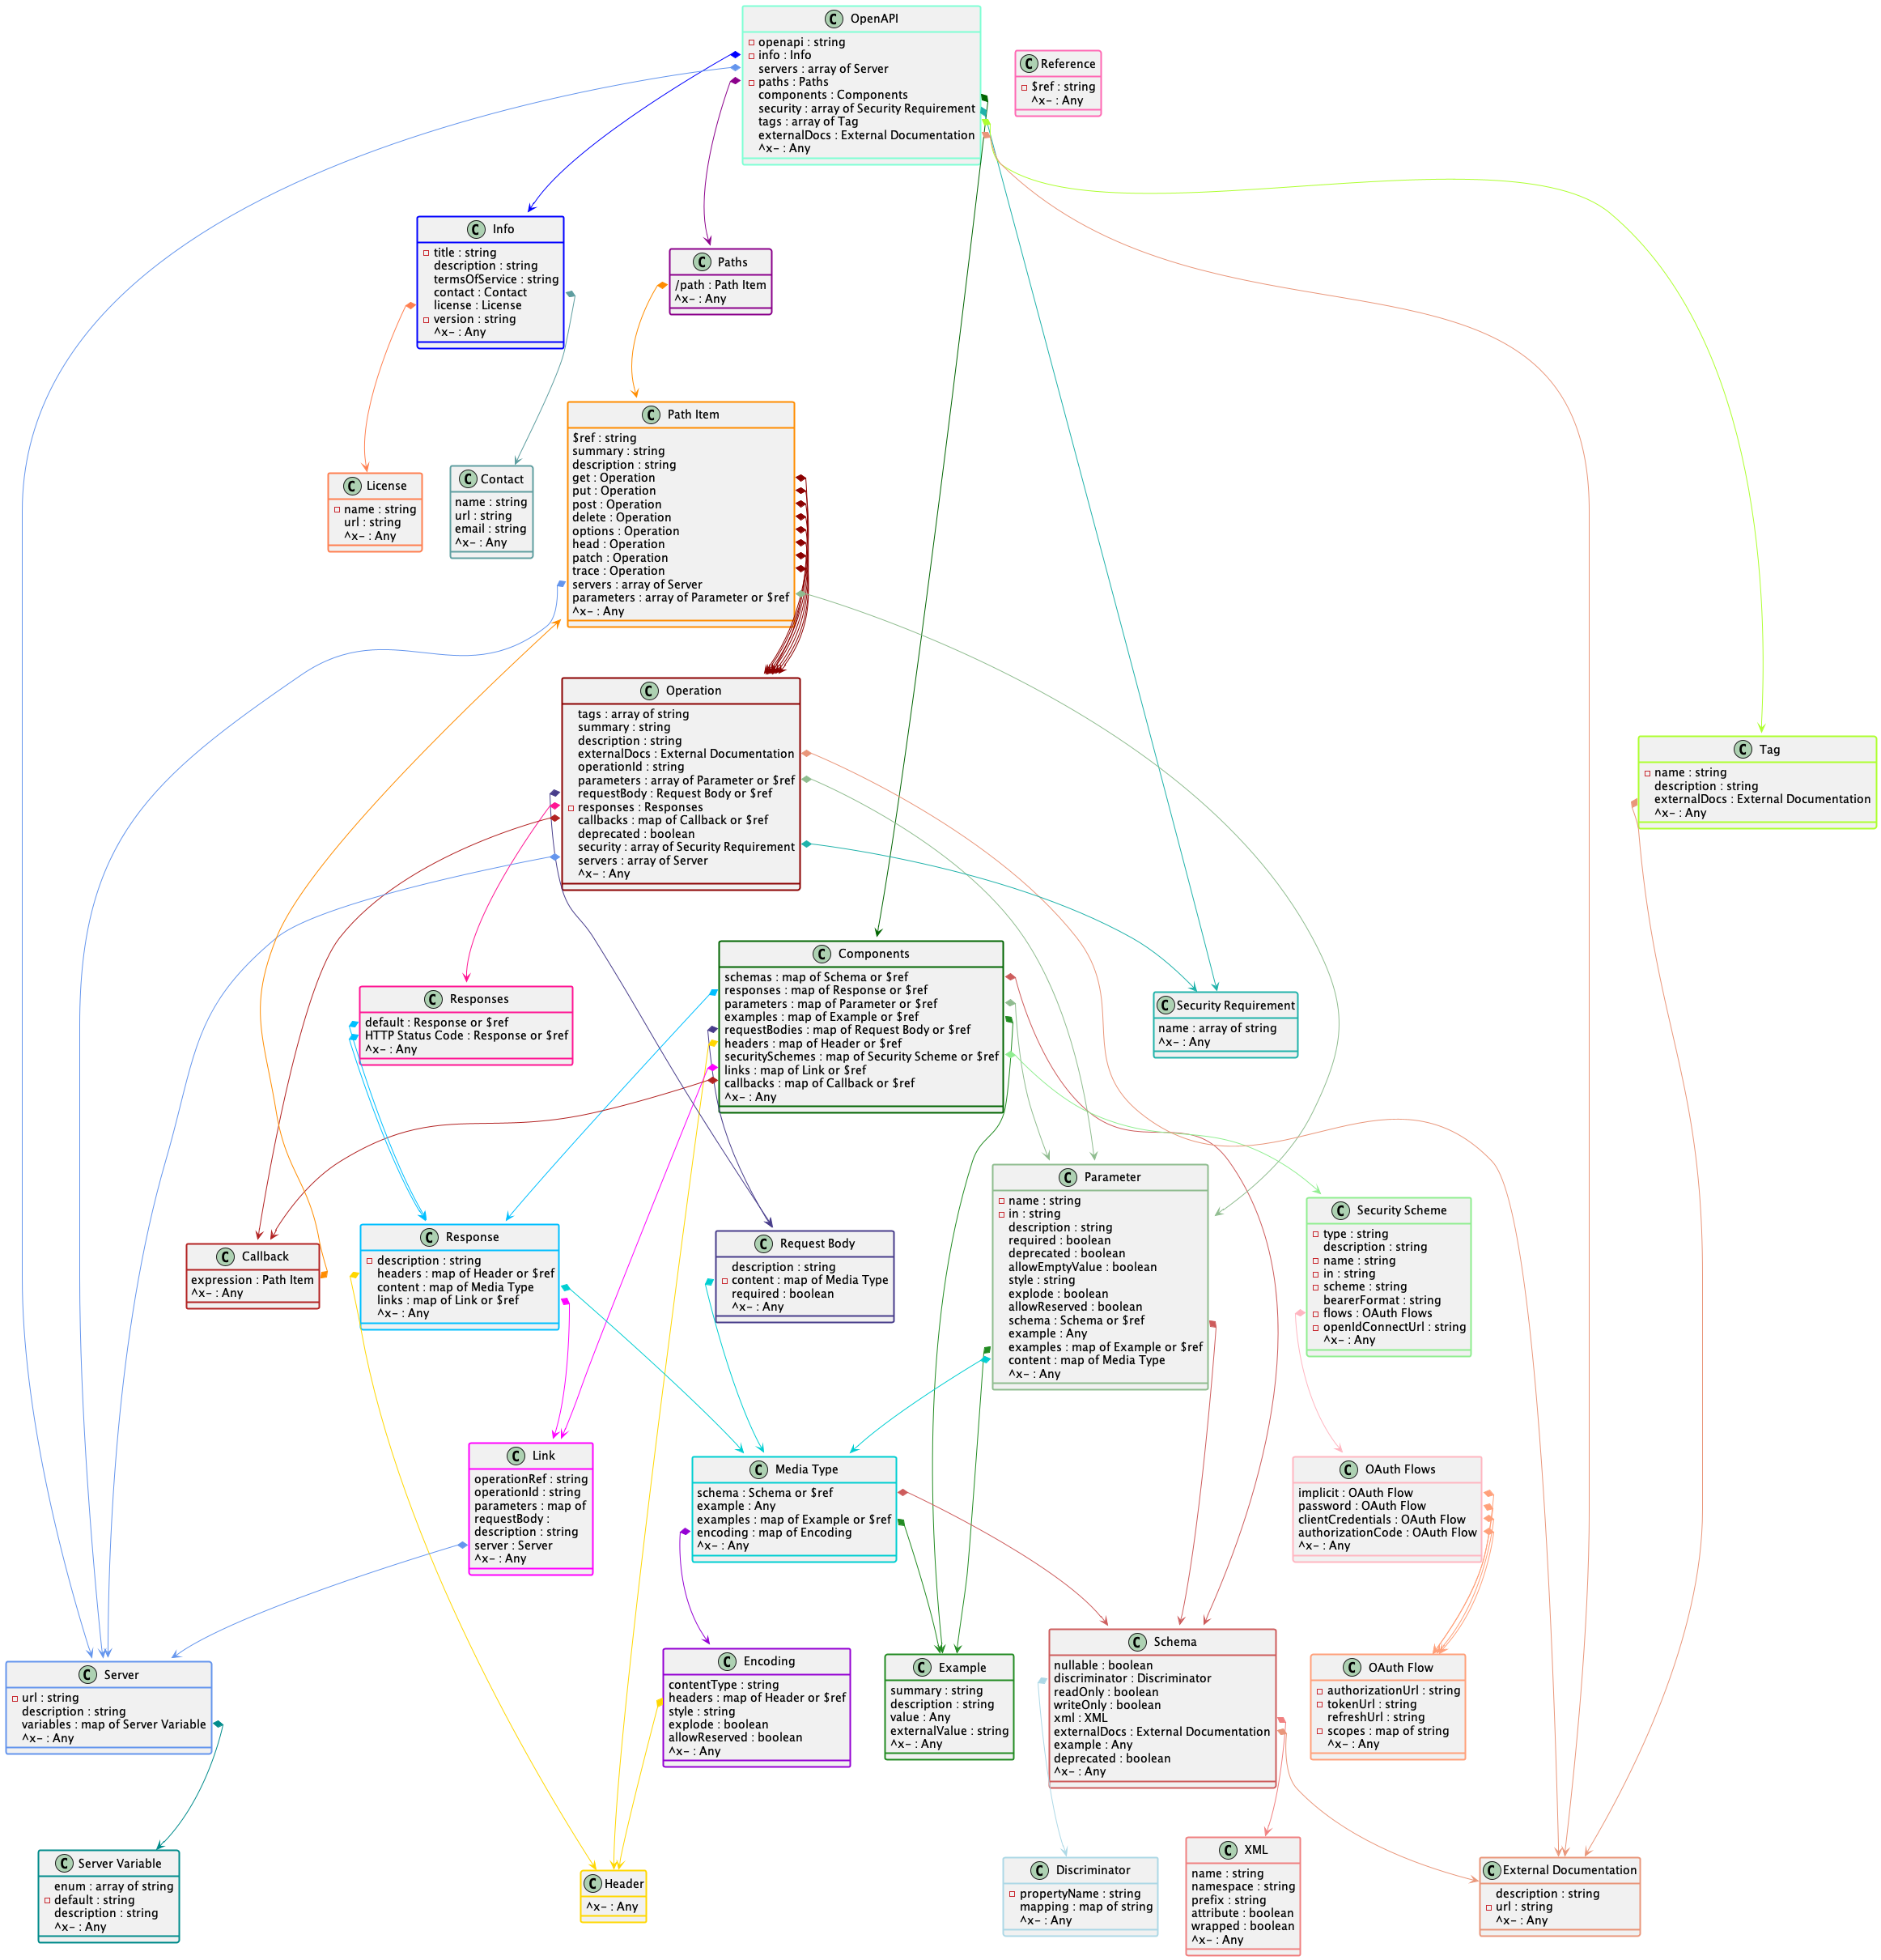 C OpenAPI
openapi : string
info : Info
servers : array of Server
paths : Paths
components : Components
security : array of Security Requirement
tags : array of Tag
externalDocs : External Documentation
^x- : Any
C Reference
$ref : string
^x- : Any
C Info
title : string
description : string
termsOfService : string
contact : Contact
license : License
version : string
^x- : Any
C Paths
/path : Path Item
^x- : Any
C Path Item
$ref : string
summary : string
description : string
get : Operation
put : Operation
post : Operation
delete : Operation
options : Operation
head : Operation
patch : Operation
trace : Operation
servers : array of Server
parameters : array of Parameter or $ref
^x- : Any
C License
name : string
url : string
^x- : Any
C Contact
name : string
url : string
email : string
^x- : Any
C Operation
tags : array of string
summary : string
description : string
externalDocs : External Documentation
operationId : string
parameters : array of Parameter or $ref
requestBody : Request Body or $ref
responses : Responses
callbacks : map of Callback or $ref
deprecated : boolean
security : array of Security Requirement
servers : array of Server
^x- : Any
C Tag
name : string
description : string
externalDocs : External Documentation
^x- : Any
C Components
schemas : map of Schema or $ref
responses : map of Response or $ref
parameters : map of Parameter or $ref
examples : map of Example or $ref
requestBodies : map of Request Body or $ref
headers : map of Header or $ref
securitySchemes : map of Security Scheme or $ref
links : map of Link or $ref
callbacks : map of Callback or $ref
^x- : Any
C Responses
default : Response or $ref
HTTP Status Code : Response or $ref
^x- : Any
C Security Requirement
name : array of string
^x- : Any
C Parameter
name : string
in : string
description : string
required : boolean
deprecated : boolean
allowEmptyValue : boolean
style : string
explode : boolean
allowReserved : boolean
schema : Schema or $ref
example : Any
examples : map of Example or $ref
content : map of Media Type
^x- : Any
C Security Scheme
type : string
description : string
name : string
in : string
scheme : string
bearerFormat : string
flows : OAuth Flows
openIdConnectUrl : string
^x- : Any
C Callback
expression : Path Item
^x- : Any
C Response
description : string
headers : map of Header or $ref
content : map of Media Type
links : map of Link or $ref
^x- : Any
C Request Body
description : string
content : map of Media Type
required : boolean
^x- : Any
C Link
operationRef : string
operationId : string
parameters : map of
requestBody :
description : string
server : Server
^x- : Any
C Media Type
schema : Schema or $ref
example : Any
examples : map of Example or $ref
encoding : map of Encoding
^x- : Any
C OAuth Flows
implicit : OAuth Flow
password : OAuth Flow
clientCredentials : OAuth Flow
authorizationCode : OAuth Flow
^x- : Any
C Server
url : string
description : string
variables : map of Server Variable
^x- : Any
C Encoding
contentType : string
headers : map of Header or $ref
style : string
explode : boolean
allowReserved : boolean
^x- : Any
C Example
summary : string
description : string
value : Any
externalValue : string
^x- : Any
C Schema
nullable : boolean
discriminator : Discriminator
readOnly : boolean
writeOnly : boolean
xml : XML
externalDocs : External Documentation
example : Any
deprecated : boolean
^x- : Any
C OAuth Flow
authorizationUrl : string
tokenUrl : string
refreshUrl : string
scopes : map of string
^x- : Any
C Server Variable
enum : array of string
default : string
description : string
^x- : Any
C Header
^x- : Any
C Discriminator
propertyName : string
mapping : map of string
^x- : Any
C XML
name : string
namespace : string
prefix : string
attribute : boolean
wrapped : boolean
^x- : Any
C External Documentation
description : string
url : string
^x- : Any